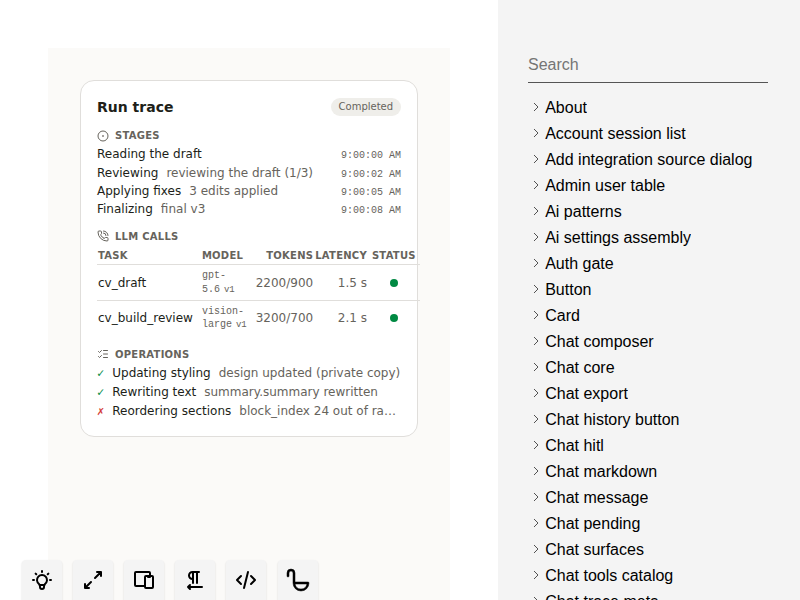 Run trace
Completed
STAGES
Reading the draft 9:00:00 AM
Reviewing reviewing the draft (1/3) 9:00:02 AM
Applying fixes 3 edits applied 9:00:05 AM
Finalizing final v3 9:00:08 AM
LLM CALLS
TASK MODEL TOKENS LATENCY STATUS
cv_draft gpt-5.6 v1 2200/900 1.5 s
cv_build_review vision-large v1 3200/700 2.1 s
OPERATIONS
✓ Updating styling design updated (private copy)
✓ Rewriting text summary.summary rewritten
✗ Reordering sections block_index 24 out of ra…
Search
About
Account session list
Add integration source dialog
Admin user table
Ai patterns
Ai settings assembly
Auth gate
Button
Card
Chat composer
Chat core
Chat export
Chat history button
Chat hitl
Chat markdown
Chat message
Chat pending
Chat surfaces
Chat tools catalog